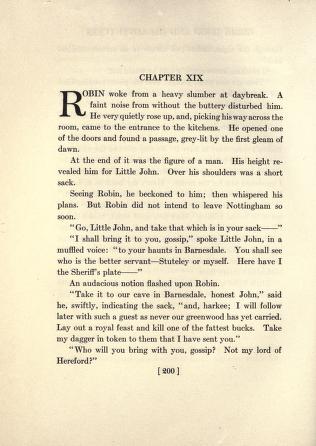 CHAPTER XIX
ROBIN woke from a heavy slumber at daybreak. A
faint noise from without the buttery disturbed him.
He very quietly rose up, and, picking his way across the
room, came to the entrance to the kitchens. He opened
one of the doors and found a passage, grey-lit by the first gleam of
dawn.
At the end of it was the figure of a man. His height re-
vealed him for Little John. Over his shoulders was a short
sack.
Seeing Robin, he beckoned to him; then whispered his
plans. But Robin did not intend to leave Nottingham so
soon.
"Go, Little John, and take that which is in your sack——"
"I shall bring it to you, gossip," spoke Little John, in a
muffled voice: "to your haunts in Barnesdale. You shall see
who is the better servant—Stuteley or myself. Here have I
the Sheriff's plate——"
An audacious notion flashed upon Robin.
"Take it to our cave in Barnesdale, honest John," said
he, swiftly, indicating the sack, "and, harkee; I will follow
later with such a guest as never our greenwood has yet carried.
Lay out a royal feast and kill one of the fattest bucks. Take
my dagger in token to them that I have sent you."
"Who will you bring with you, gossip? Not my lord of
Hereford?"
[ 200 ]